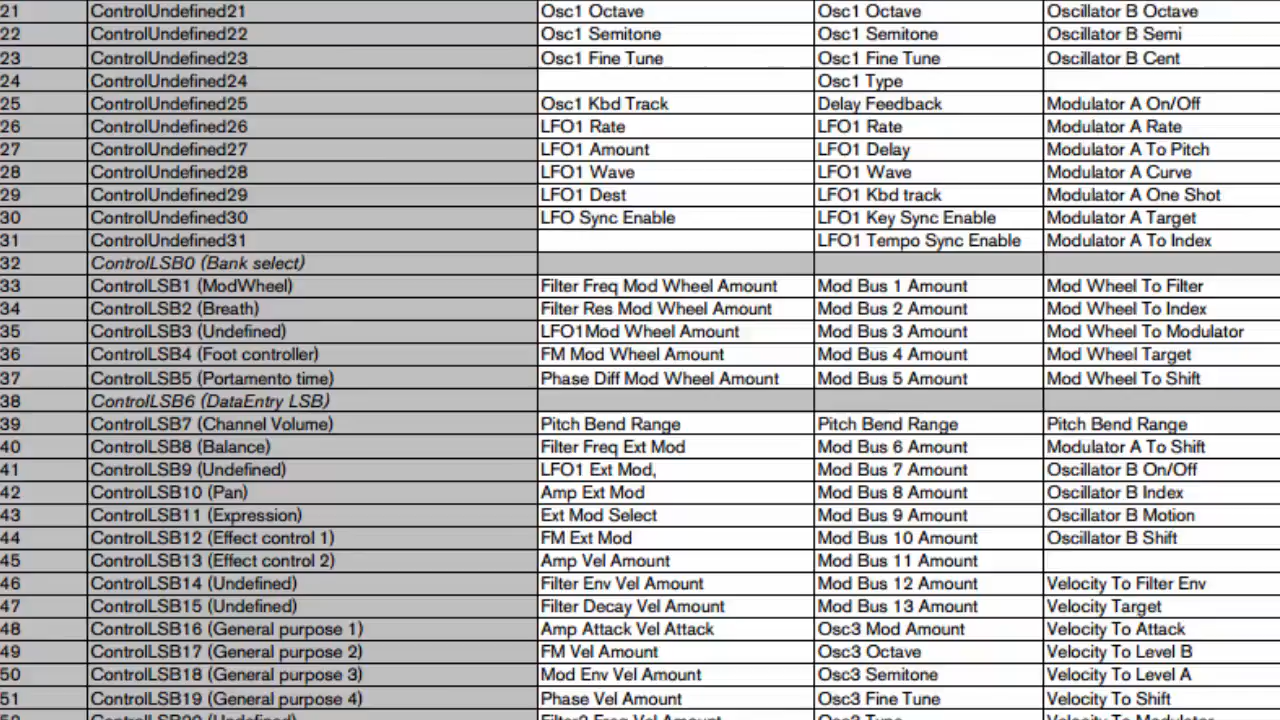 21 ControlUndefined21 Osc1 Octave Osc1 Octave Oscillator B Octave
22 ControlUndefined22 Osc1 Semitone Osc1 Semitone Oscillator B Semi
23 ControlUndefined23 Osc1 Fine Tune Osc1 Fine Tune Oscillator B Cent
24 ControlUndefined24 Osc1 Type
25 ControlUndefined25 Osc1 Kbd Track Delay Feedback Modulator A On/Off
26 ControlUndefined26 LFO1 Rate LFO1 Rate Modulator A Rate
27 ControlUndefined27 LFO1 Amount LFO1 Delay Modulator A To Pitch
28 ControlUndefined28 LFO1 Wave LFO1 Wave Modulator A Curve
29 ControlUndefined29 LFO1 Dest LFO1 Kbd track Modulator A One Shot
30 ControlUndefined30 LFO Sync Enable LFO1 Key Sync Enable Modulator A Target
31 ControlUndefined31 LFO1 Tempo Sync Enable Modulator A To Index
32 ControlLSB0 (Bank select)
33 ControlLSB1 (ModWheel) Filter Freq Mod Wheel Amount Mod Bus 1 Amount Mod Wheel To Filter
34 ControlLSB2 (Breath) Filter Res Mod Wheel Amount Mod Bus 2 Amount Mod Wheel To Index
35 ControlLSB3 (Undefined) LFO1Mod Wheel Amount Mod Bus 3 Amount Mod Wheel To Modulator
36 ControlLSB4 (Foot controller) FM Mod Wheel Amount Mod Bus 4 Amount Mod Wheel Target
37 ControlLSB5 (Portamento time) Phase Diff Mod Wheel Amount Mod Bus 5 Amount Mod Wheel To Shift
38 ControlLSB6 (DataEntry LSB)
39 ControlLSB7 (Channel Volume) Pitch Bend Range Pitch Bend Range Pitch Bend Range
40 ControlLSB8 (Balance) Filter Freq Ext Mod Mod Bus 6 Amount Modulator A To Shift
41 ControlLSB9 (Undefined) LFO1 Ext Mod, Mod Bus 7 Amount Oscillator B On/Off
42 ControlLSB10 (Pan) Amp Ext Mod Mod Bus 8 Amount Oscillator B Index
43 ControlLSB11 (Expression) Ext Mod Select Mod Bus 9 Amount Oscillator B Motion
44 ControlLSB12 (Effect control 1) FM Ext Mod Mod Bus 10 Amount Oscillator B Shift
45 ControlLSB13 (Effect control 2) Amp Vel Amount Mod Bus 11 Amount
46 ControlLSB14 (Undefined) Filter Env Vel Amount Mod Bus 12 Amount Velocity To Filter Env
47 ControlLSB15 (Undefined) Filter Decay Vel Amount Mod Bus 13 Amount Velocity Target
48 ControlLSB16 (General purpose 1) Amp Attack Vel Attack Osc3 Mod Amount Velocity To Attack
49 ControlLSB17 (General purpose 2) FM Vel Amount Osc3 Octave Velocity To Level B
50 ControlLSB18 (General purpose 3) Mod Env Vel Amount Osc3 Semitone Velocity To Level A
51 ControlLSB19 (General purpose 4) Phase Vel Amount Osc3 Fine Tune Velocity To Shift
52 ControlLSB20 (Undefined) Filter2 Freq Vel Amount Osc3 Type Velocity To Modulator